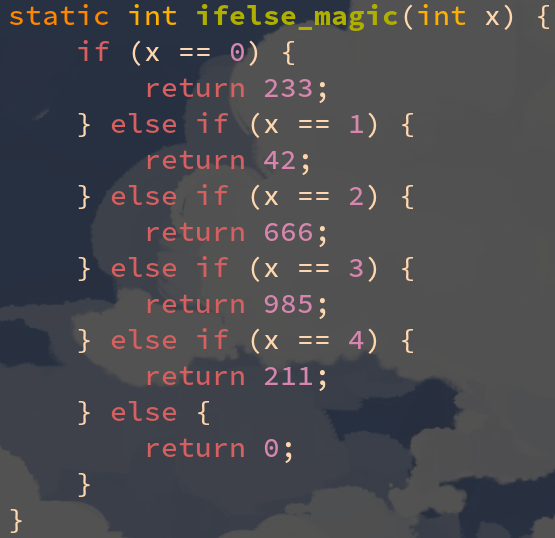 static int ifelse_magic(int x) {
    if (x == 0) {
        return 233;
    } else if (x == 1) {
        return 42;
    } else if (x == 2) {
        return 666;
    } else if (x == 3) {
        return 985;
    } else if (x == 4) {
        return 211;
    } else {
        return 0;
    }
}